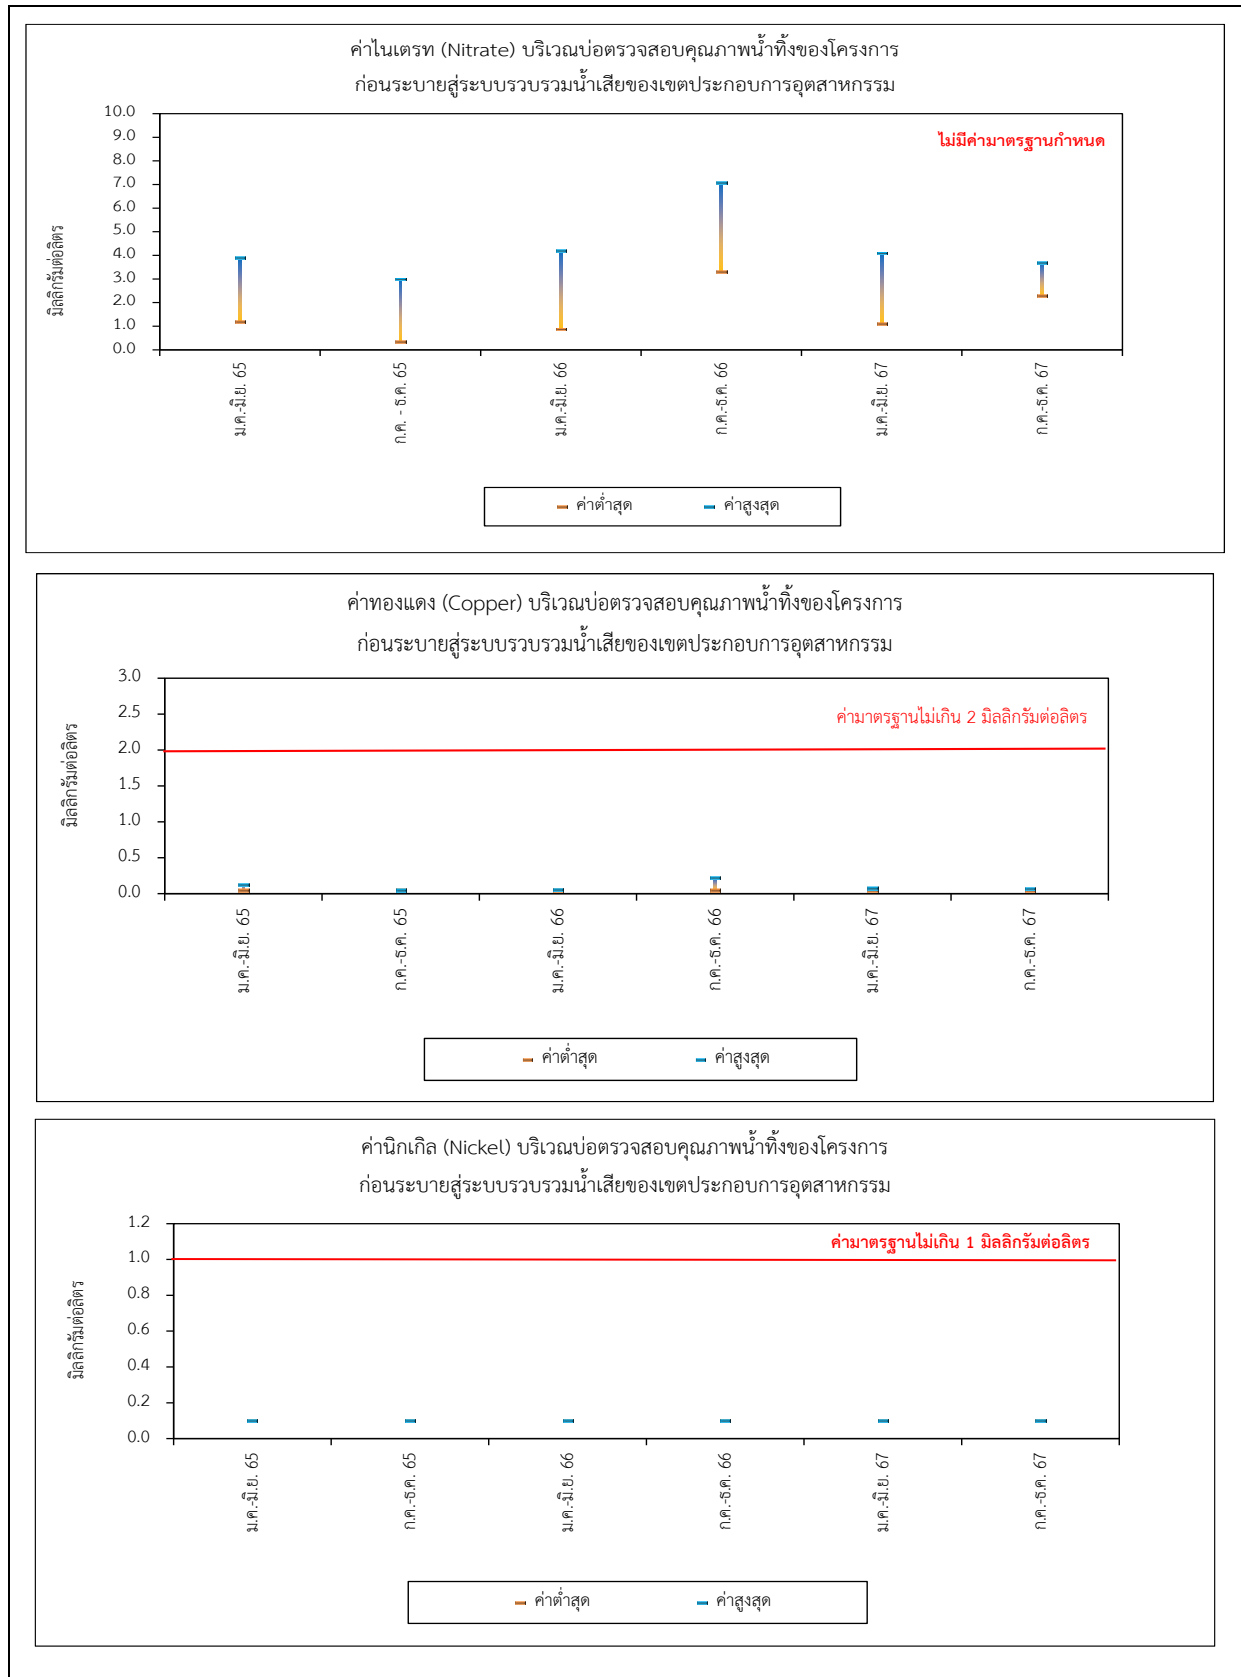 ค่าไนเตรท (Nitrate) บริเวณบ่อตรวจสอบคุณภาพน้ำทิ้งของโครงการ
ก่อนระบายสู่ระบบรวบรวมน้ำเสียของเขตประกอบการอุตสาหกรรม
10.0
9.0
8.0
7.0
6.0
5.0
4.0
3.0
2.0
1.0
0.0
มิลลิกรัมต่อลิตร
ไม่มีค่ามาตรฐานกำหนด
ม.ค.-มิ.ย. 65
ก.ค. - ธ.ค. 65
ม.ค.-มิ.ย. 66
ก.ค.-ธ.ค. 66
ม.ค.-มิ.ย. 67
ก.ค.-ธ.ค. 67
ค่าต่ำสุด ค่าสูงสุด
ค่าทองแดง (Copper) บริเวณบ่อตรวจสอบคุณภาพน้ำทิ้งของโครงการ
ก่อนระบายสู่ระบบรวบรวมน้ำเสียของเขตประกอบการอุตสาหกรรม
3.0
2.5
2.0
1.5
1.0
0.5
0.0
มิลลิกรัมต่อลิตร
ค่ามาตรฐานไม่เกิน 2 มิลลิกรัมต่อลิตร
ม.ค.-มิ.ย. 65
ก.ค.-ธ.ค. 65
ม.ค.-มิ.ย. 66
ก.ค.-ธ.ค. 66
ม.ค.-มิ.ย. 67
ก.ค.-ธ.ค. 67
ค่าต่ำสุด ค่าสูงสุด
ค่านิกเกิล (Nickel) บริเวณบ่อตรวจสอบคุณภาพน้ำทิ้งของโครงการ
ก่อนระบายสู่ระบบรวบรวมน้ำเสียของเขตประกอบการอุตสาหกรรม
1.2
1.0
0.8
0.6
0.4
0.2
0.0
มิลลิกรัมต่อลิตร
ค่ามาตรฐานไม่เกิน 1 มิลลิกรัมต่อลิตร
ม.ค.-มิ.ย. 65
ก.ค.-ธ.ค. 65
ม.ค.-มิ.ย. 66
ก.ค.-ธ.ค. 66
ม.ค.-มิ.ย. 67
ก.ค.-ธ.ค. 67
ค่าต่ำสุด ค่าสูงสุด